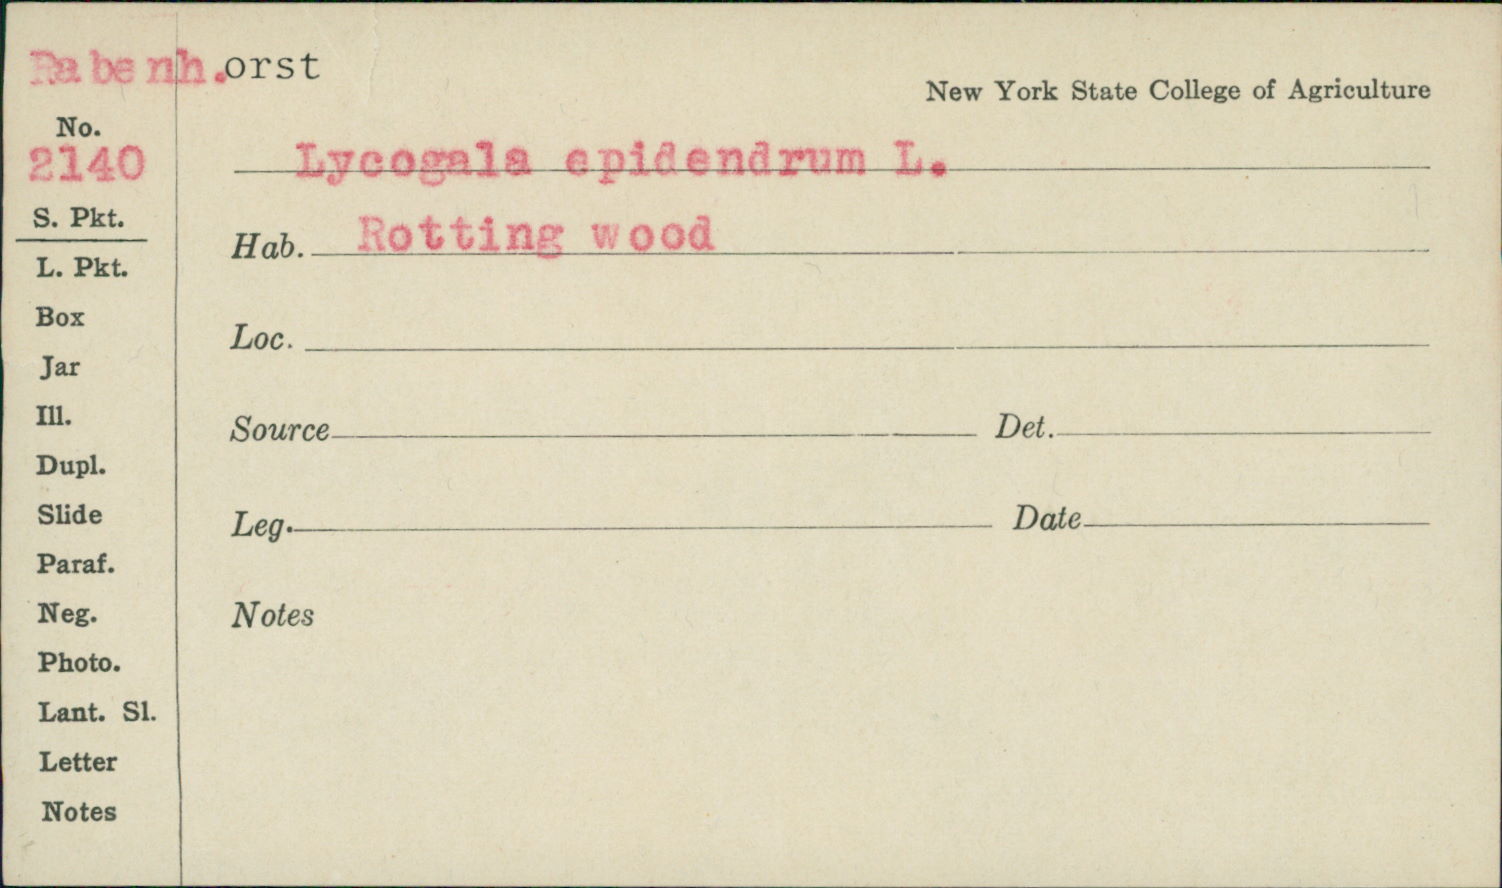 Rabenh.orst
New York State College of Agriculture
No.
2140
Lycogala epidendrum L.
S. Pkt.
Hab. Rotting wood
L. Pkt.
Box
Loc.
Jar
Ill.
Source Det.
Dupl.
Slide
Leg. Date
Paraf.
Neg.
Notes
Photo.
Lant. Sl.
Letter
Notes